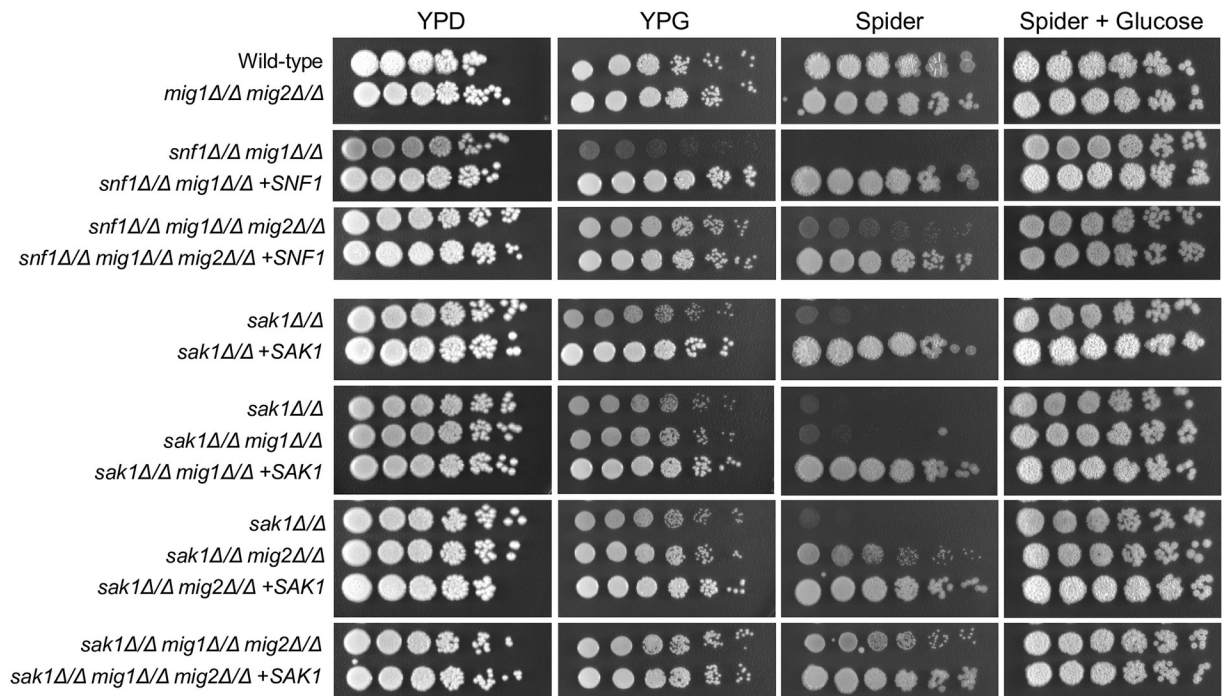 YPD YPG Spider Spider + Glucose
Wild-type
mig1Δ/Δ mig2Δ/Δ
snf1Δ/Δ mig1Δ/Δ
snf1Δ/Δ mig1Δ/Δ +SNF1
snf1Δ/Δ mig1Δ/Δ mig2Δ/Δ
snf1Δ/Δ mig1Δ/Δ mig2Δ/Δ +SNF1
sak1Δ/Δ
sak1Δ/Δ +SAK1
sak1Δ/Δ
sak1Δ/Δ mig1Δ/Δ
sak1Δ/Δ mig1Δ/Δ +SAK1
sak1Δ/Δ
sak1Δ/Δ mig2Δ/Δ
sak1Δ/Δ mig2Δ/Δ +SAK1
sak1Δ/Δ mig1Δ/Δ mig2Δ/Δ
sak1Δ/Δ mig1Δ/Δ mig2Δ/Δ +SAK1